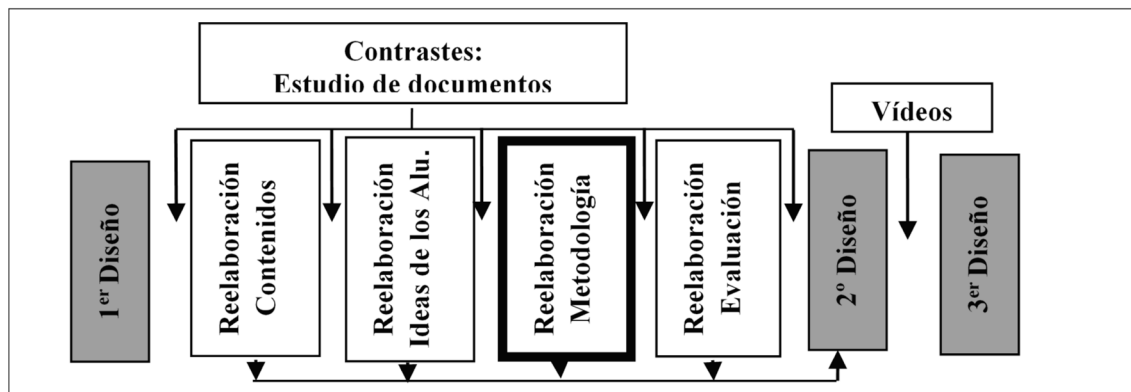 Contrastes:
Estudio de documentos
Vídeos
1er Diseño
Reelaboración
Contenidos
Reelaboración
Ideas de los Alu.
Reelaboración
Metodología
Reelaboración
Evaluación
2º Diseño
3er Diseño